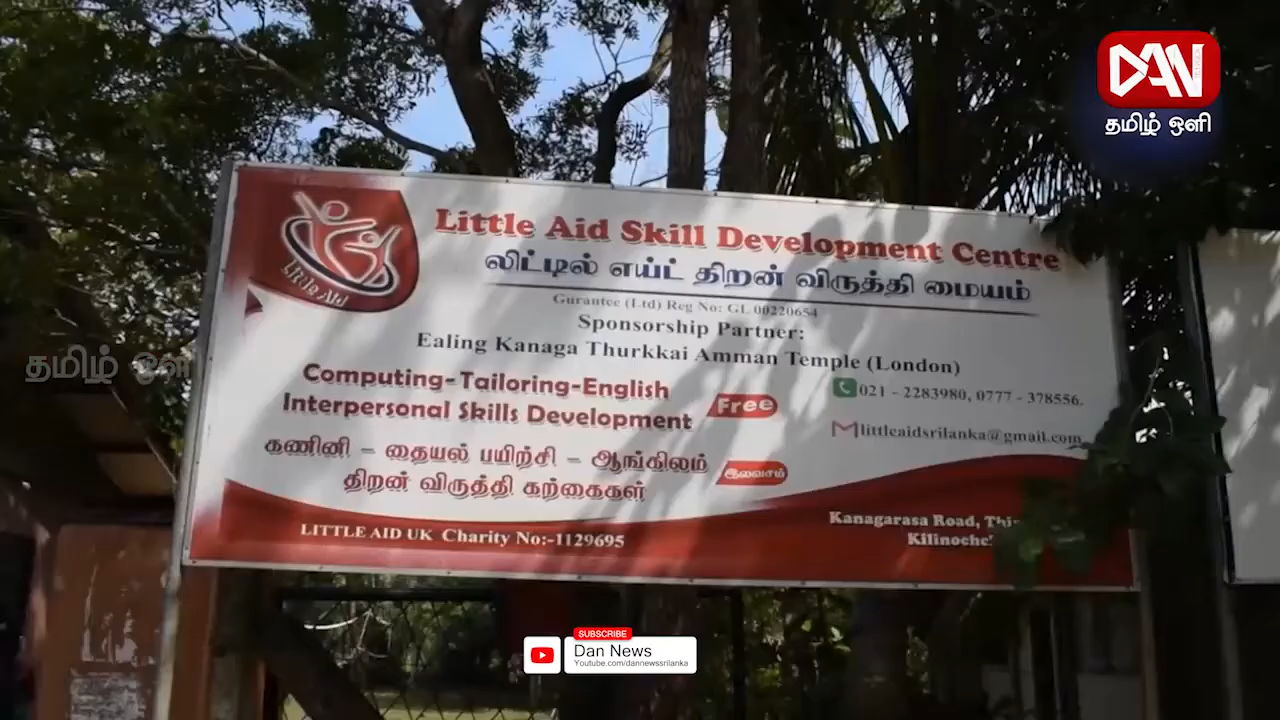 DAN
தமிழ் ஒளி
Little Aid
Little Aid Skill Development Centre
லிட்டில் எய்ட் திறன் விருத்தி மையம்
Gurantee (Ltd) Reg No: GL 00220654
Sponsorship Partner:
Ealing Kanaga Thurkkai Amman Temple (London)
Computing-Tailoring-English
Interpersonal Skills Development
Free
021 - 2283980, 0777 - 378556.
littleaidsrilanka@gmail.com
கணினி – தையல் பயிற்சி – ஆங்கிலம்
திறன் விருத்தி கற்கைகள்
இலவசம்
LITTLE AID UK Charity No:-1129695
Kanagarasa Road,
தமிழ் ஒளி
SUBSCRIBE
Dan News
Youtube.com/dannewssrilanka